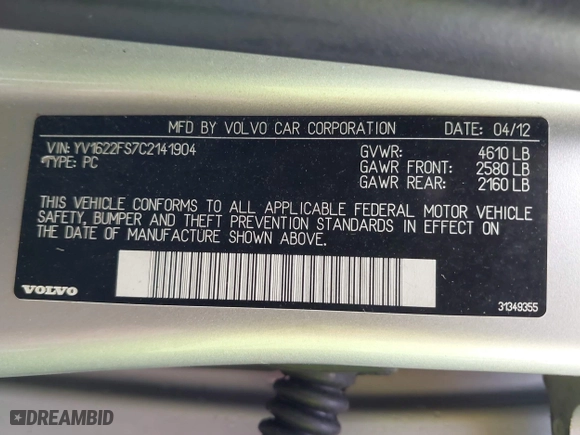 MFD BY VOLVO CAR CORPORATION DATE: 04/12
VIN: YV1622FS7C2141904 GVWR: 4610 LB
TYPE: PC GAWR FRONT: 2580 LB
GAWR REAR: 2160 LB
THIS VEHICLE CONFORMS TO ALL APPLICABLE FEDERAL MOTOR VEHICLE
SAFETY, BUMPER AND THEFT PREVENTION STANDARDS IN EFFECT ON
THE DATE OF MANUFACTURE SHOWN ABOVE.
VOLVO 31349355
DREAMBID